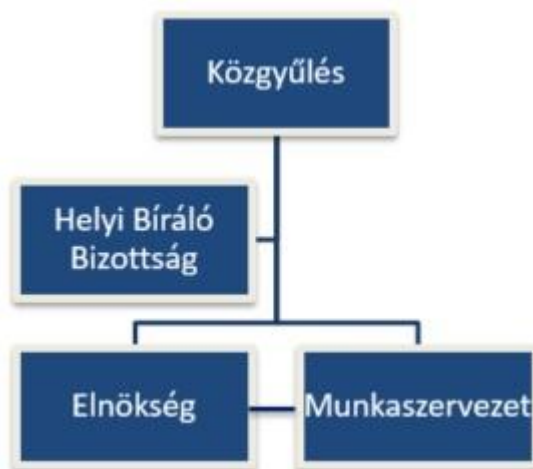 Közgyűlés
Helyi Bíráló
Bizottság
Elnökség
Munkaszervezet